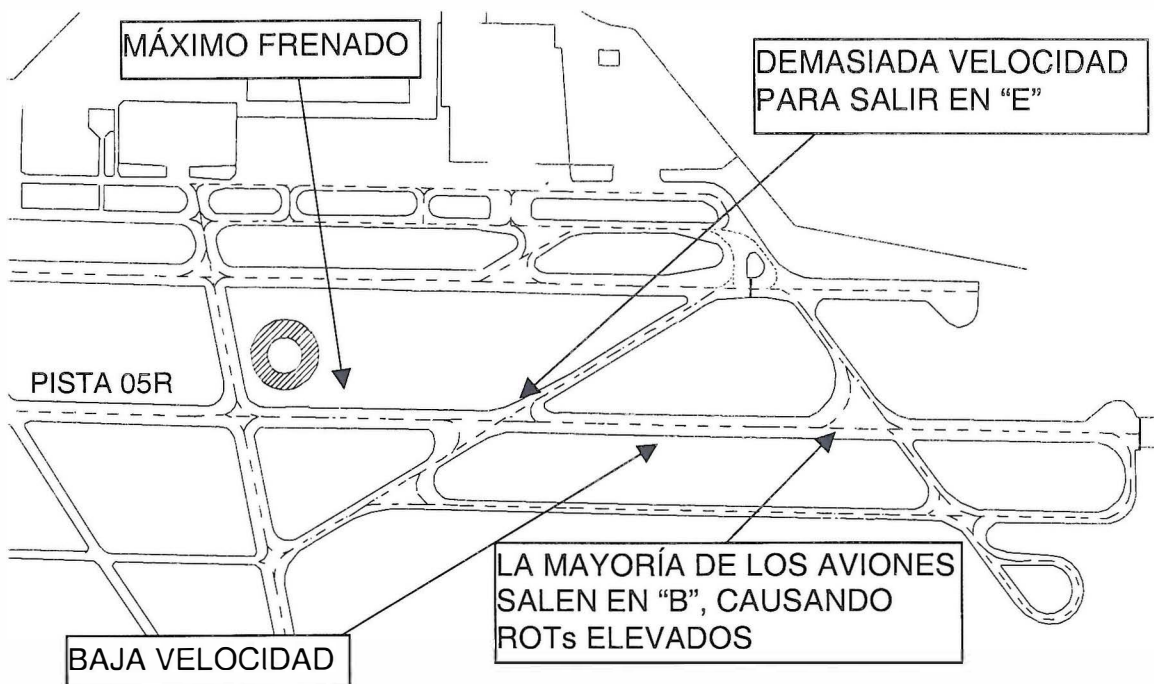 MÁXIMO FRENADO
DEMASIADA VELOCIDAD
PARA SALIR EN “E”
PISTA 05R
LA MAYORÍA DE LOS AVIONES
SALEN EN “B”, CAUSANDO
ROTs ELEVADOS
BAJA VELOCIDAD